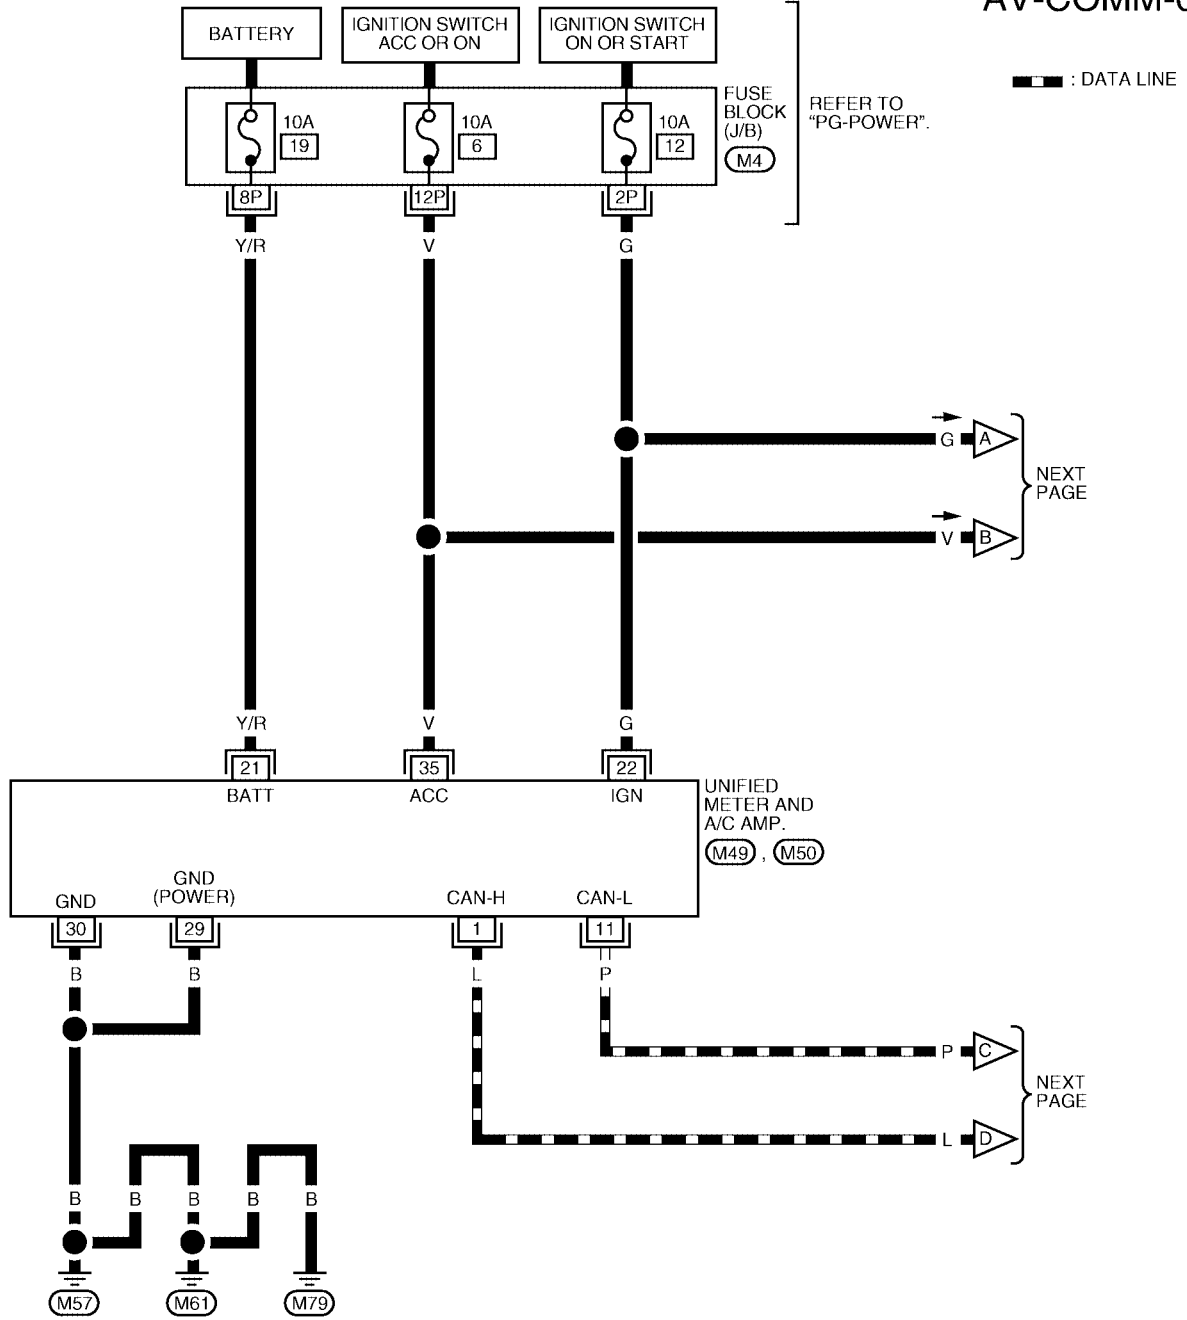 AV-COMM-
BATTERY
IGNITION SWITCH
ACC OR ON
IGNITION SWITCH
ON OR START
: DATA LINE
FUSE
BLOCK
(J/B)
M4
REFER TO
“PG-POWER”.
10A
19
10A
6
10A
12
8P
12P
2P
Y/R
V
G
G
A
NEXT
PAGE
V
B
Y/R
V
G
21
35
22
BATT
ACC
IGN
UNIFIED
METER AND
A/C AMP.
M49 , M50
GND
GND
(POWER)
CAN-H
CAN-L
30
29
1
11
B
B
L
P
P
C
NEXT
PAGE
L
D
B
B
B
B
B
M57
M61
M79